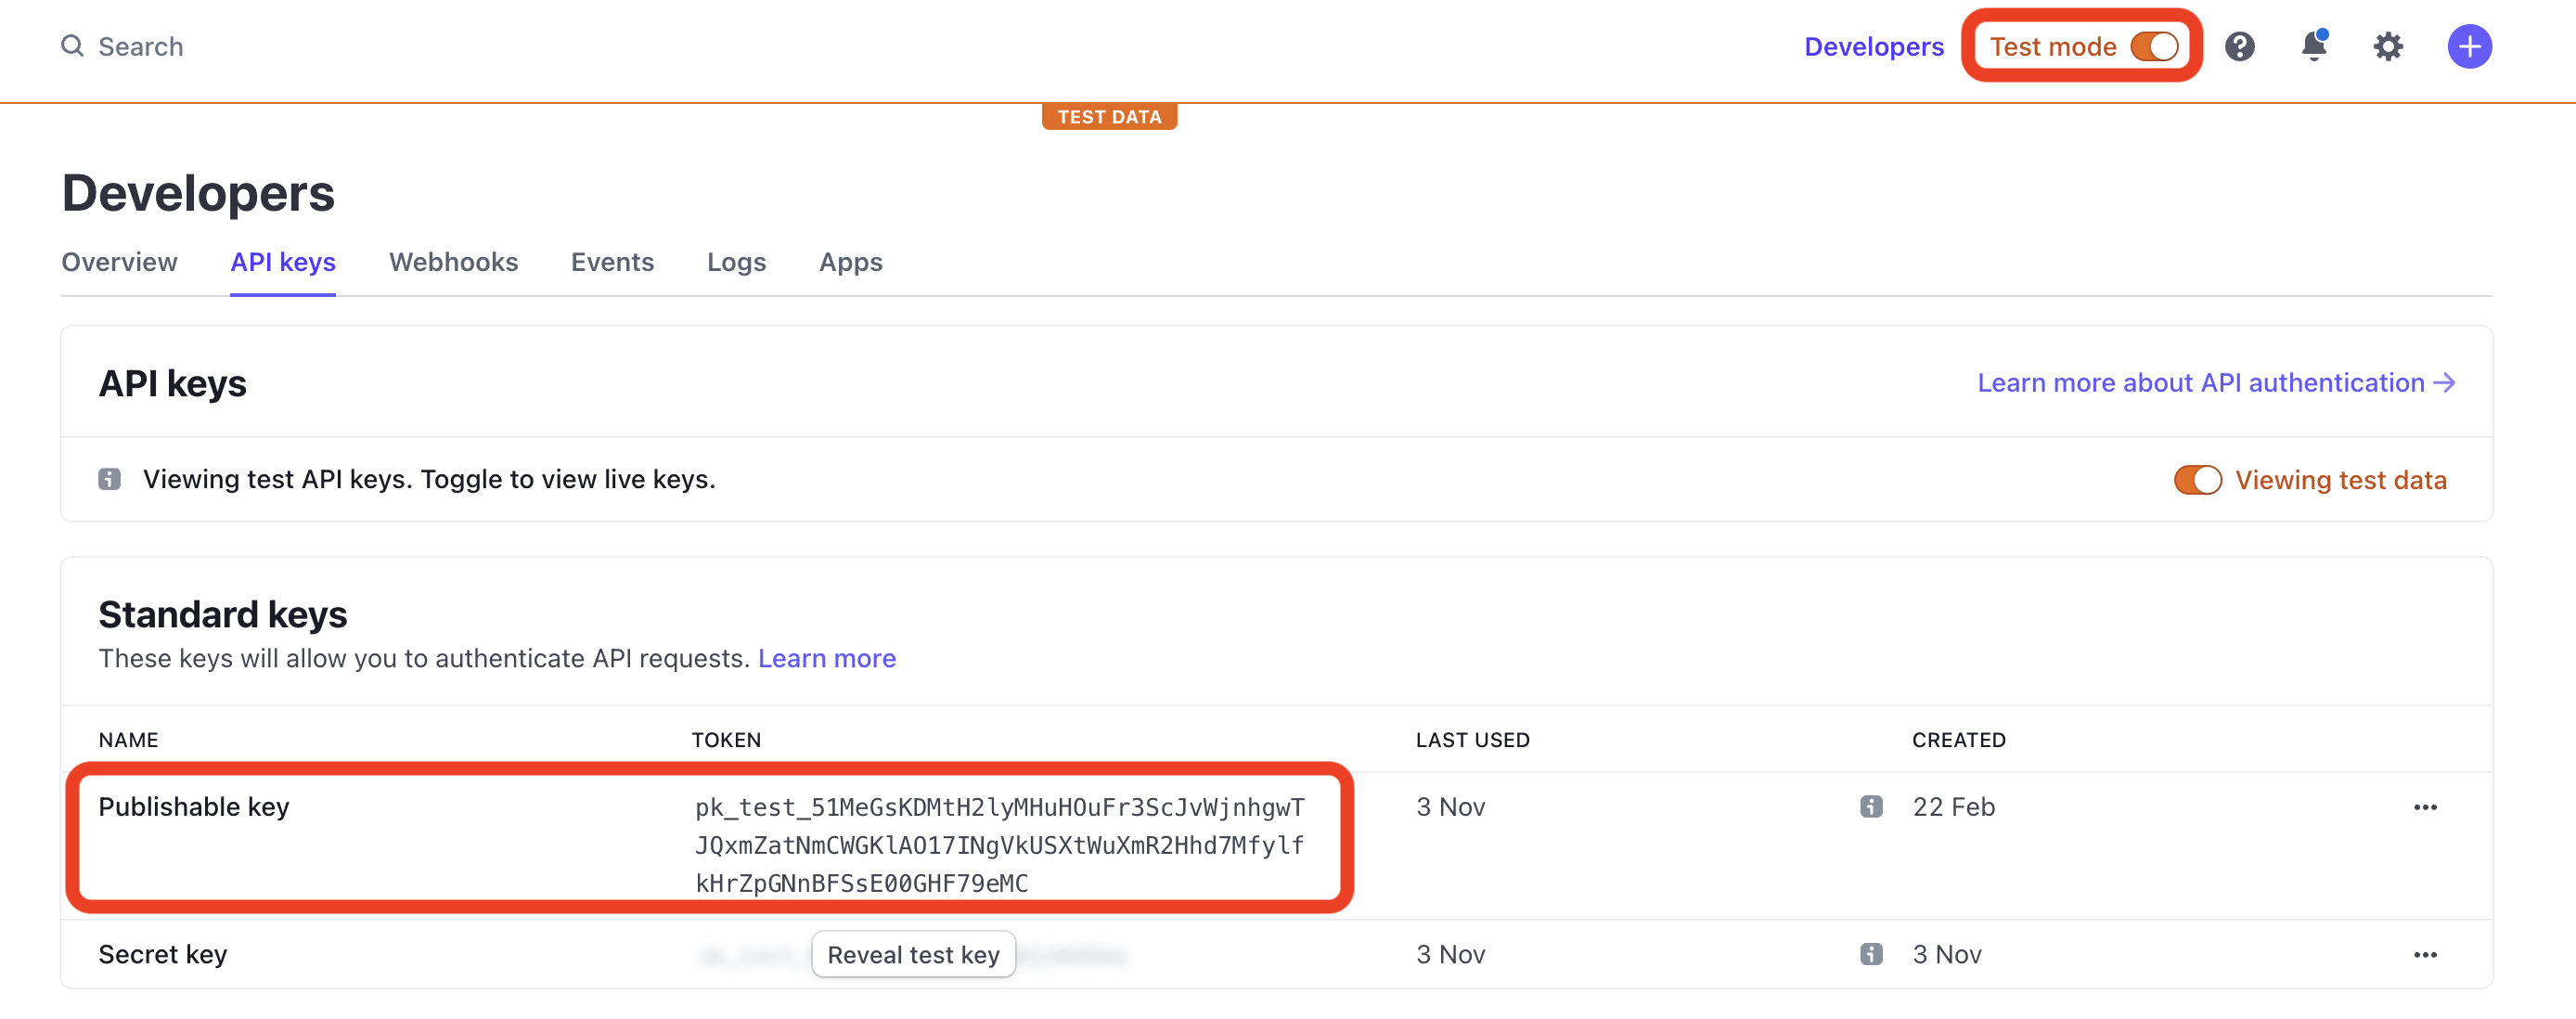 Search
Developers
Test mode
TEST DATA
Developers
Overview API keys Webhooks Events Logs Apps
API keys
Learn more about API authentication →
Viewing test API keys. Toggle to view live keys.
Viewing test data
Standard keys
These keys will allow you to authenticate API requests. Learn more
NAME TOKEN LAST USED CREATED
Publishable key pk_test_51MeGsKDMtH2lyMHuHOuFr3ScJvWjnhgwT 3 Nov 22 Feb
JQxmZatNmCWGKlAO17INgVkUSXtWuXmR2Hhd7Mfylf
kHrZpGNnBFSsE00GHF79eMC
Secret key Reveal test key 3 Nov 3 Nov